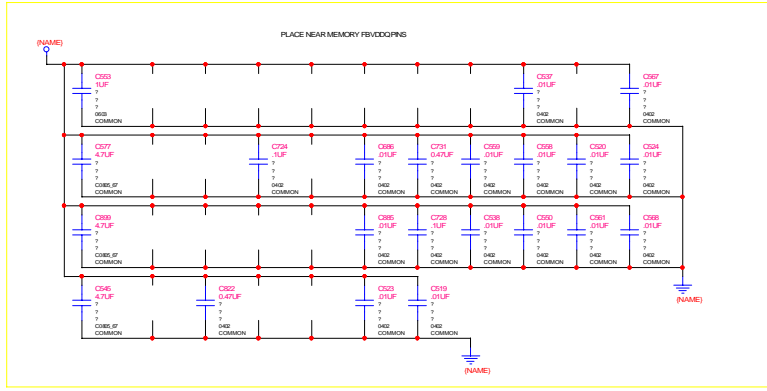 PLACE NEAR MEMORY FBVDDQ PINS
(NAME)
C553
1UF
?
?
?
0603
COMMON
C537
.01UF
?
?
?
0402
COMMON
C567
.01UF
?
?
?
0402
COMMON
C577
4.7UF
?
?
?
C0805_67
COMMON
C724
.1UF
?
?
?
0402
COMMON
C686
.01UF
?
?
?
0402
COMMON
C731
0.47UF
?
?
?
0402
COMMON
C559
.01UF
?
?
?
0402
COMMON
C558
.01UF
?
?
?
0402
COMMON
C520
.01UF
?
?
?
0402
COMMON
C524
.01UF
?
?
?
0402
COMMON
C899
4.7UF
?
?
?
C0805_67
COMMON
C885
.01UF
?
?
?
0402
COMMON
C728
.1UF
?
?
?
0402
COMMON
C538
.01UF
?
?
?
0402
COMMON
C550
.01UF
?
?
?
0402
COMMON
C561
.01UF
?
?
?
0402
COMMON
C568
.01UF
?
?
?
0402
COMMON
C545
4.7UF
?
?
?
C0805_67
COMMON
C822
0.47UF
?
?
?
0402
COMMON
C523
.01UF
?
?
?
0402
COMMON
C519
.01UF
?
?
?
0402
COMMON
(NAME)
(NAME)